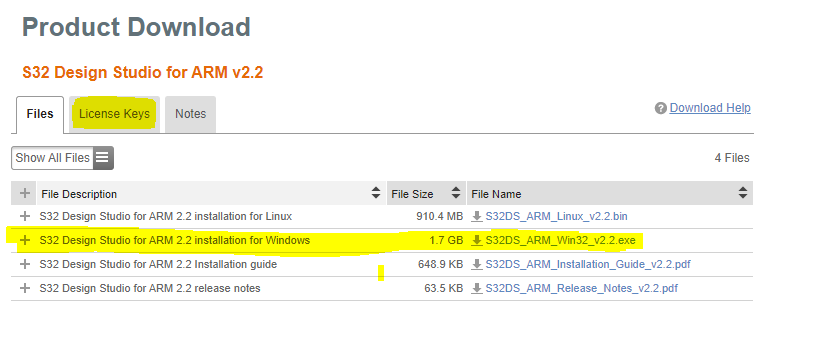 Product Download
S32 Design Studio for ARM v2.2
Files License Keys Notes ? Download Help
Show All Files 4 Files
+ File Description File Size File Name
+ S32 Design Studio for ARM 2.2 installation for Linux 910.4 MB S32DS_ARM_Linux_v2.2.bin
+ S32 Design Studio for ARM 2.2 installation for Windows 1.7 GB S32DS_ARM_Win32_v2.2.exe
+ S32 Design Studio for ARM 2.2 Installation guide 648.9 KB S32DS_ARM_Installation_Guide_v2.2.pdf
+ S32 Design Studio for ARM 2.2 release notes 63.5 KB S32DS_ARM_Release_Notes_v2.2.pdf